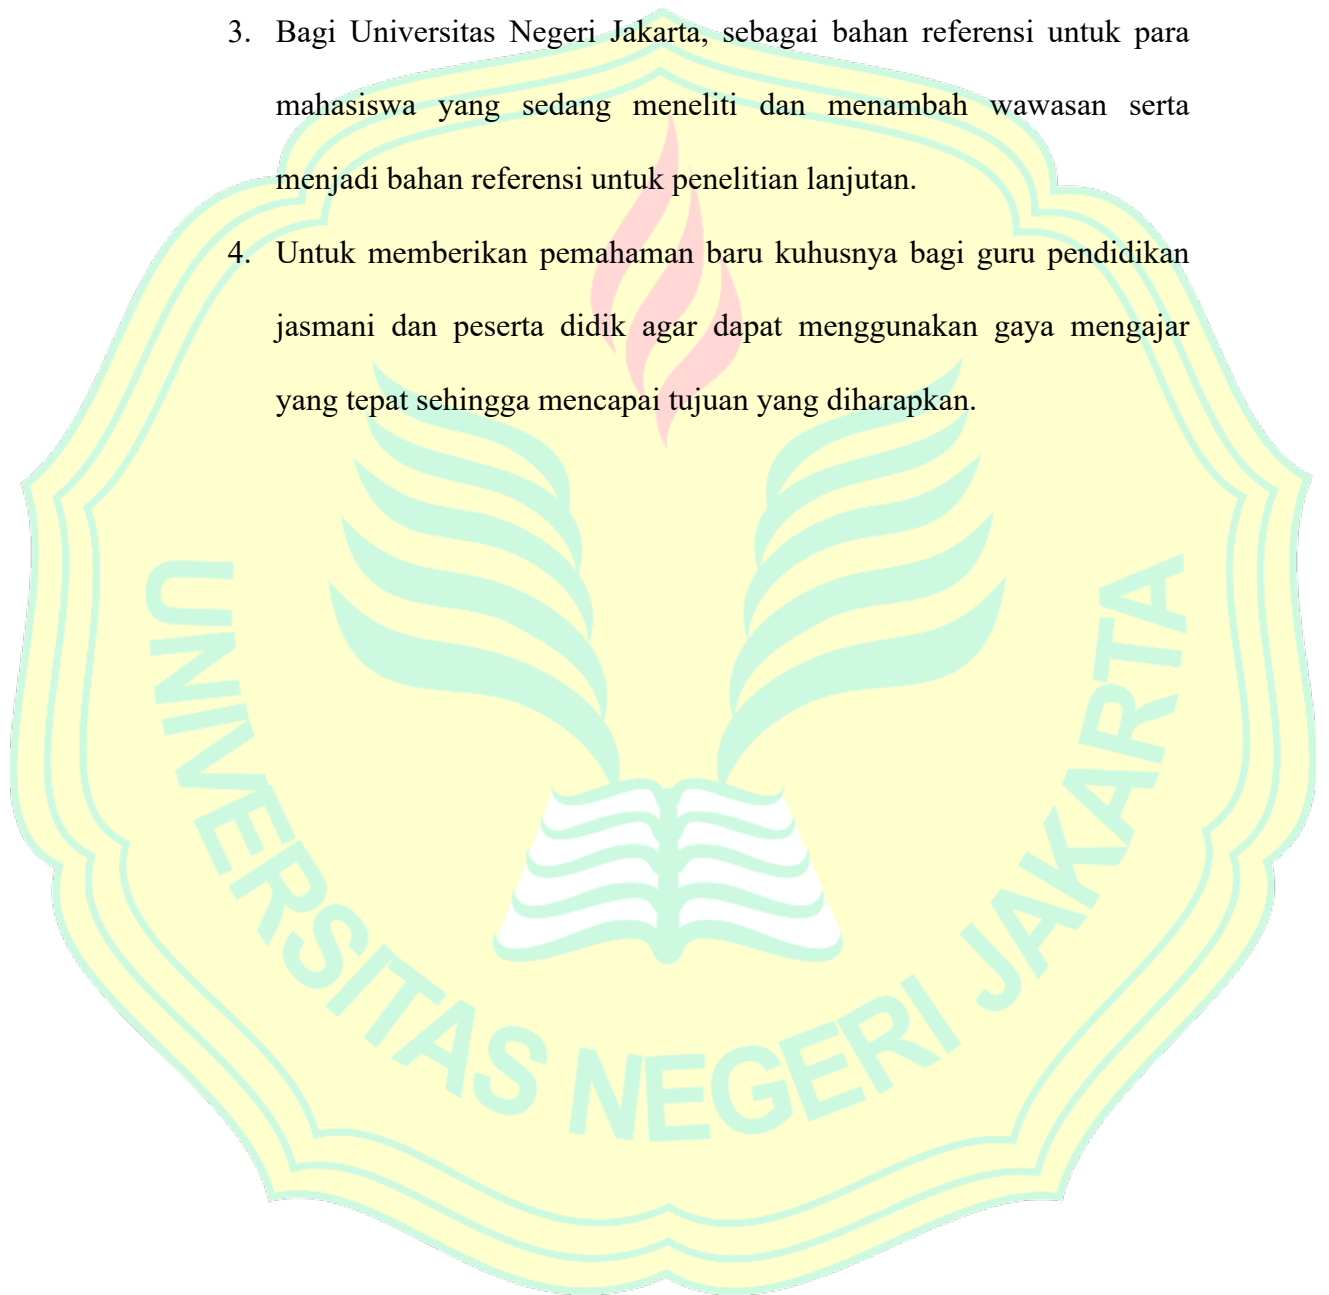 3. Bagi Universitas Negeri Jakarta, sebagai bahan referensi untuk para
mahasiswa yang sedang meneliti dan menambah wawasan serta
menjadi bahan referensi untuk penelitian lanjutan.
4. Untuk memberikan pemahaman baru kuhusnya bagi guru pendidikan
jasmani dan peserta didik agar dapat menggunakan gaya mengajar
yang tepat sehingga mencapai tujuan yang diharapkan.
UNIVERSITAS NEGERI JAKARTA